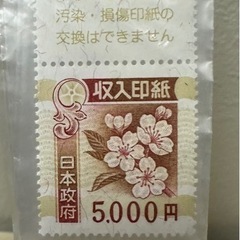 汚染・損傷印紙の
交換はできません
収入印紙
日本政府
5,000円